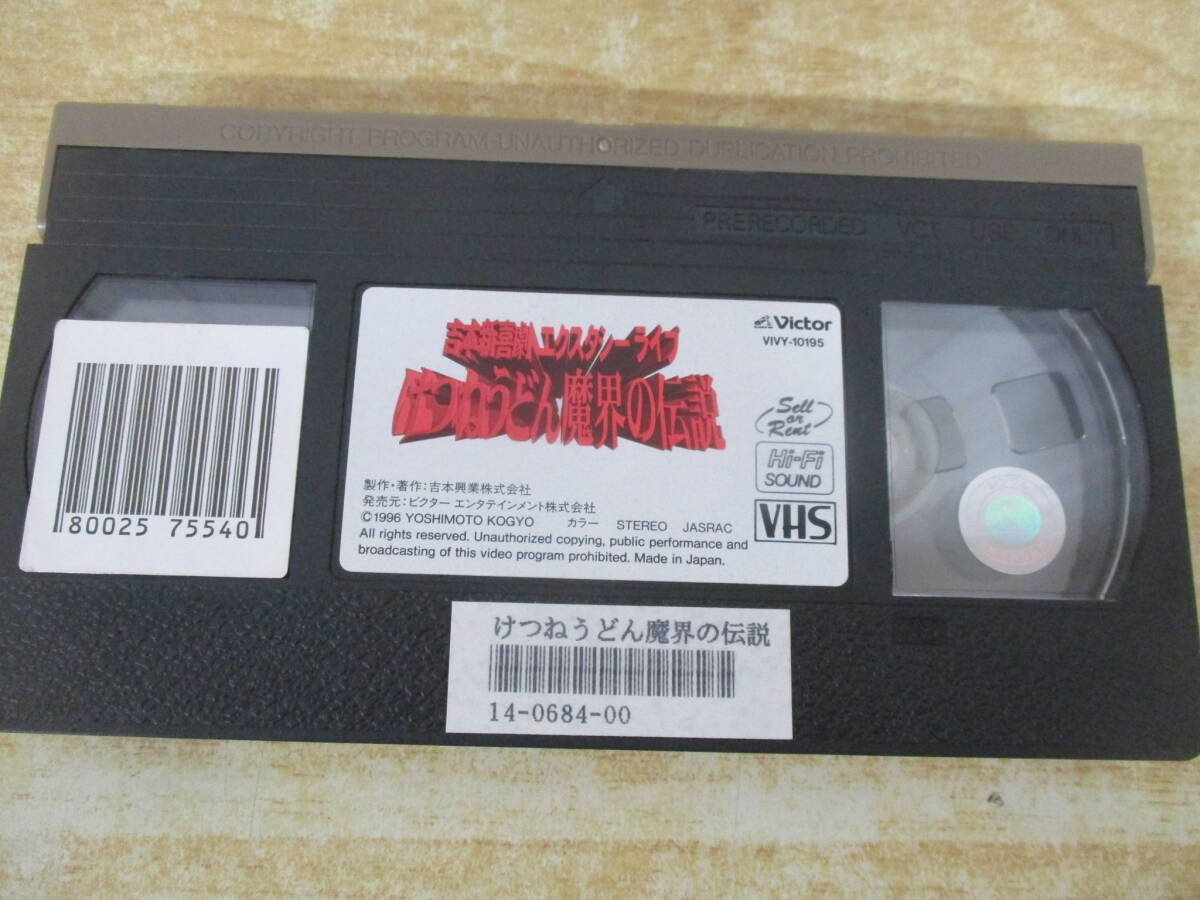 COPYRIGHT PROGRAM-UNAUTHORIZED DUPLICATION PROHIBITED
PRERECORDED VCT USE ONLY
吉本新喜劇エクスタシー ライブ
けつねうどん魔界の伝説
Victor
VIVY-10195
Sell
or
Rent
Hi-Fi
SOUND
VHS
製作・著作:吉本興業株式会社
発売元:ビクター エンタテインメント株式会社
©1996 YOSHIMOTO KOGYO カラー STEREO JASRAC
All rights reserved. Unauthorized copying, public performance and
broadcasting of this video program prohibited. Made in Japan.
80025 75540
けつねうどん魔界の伝説
14-0684-00